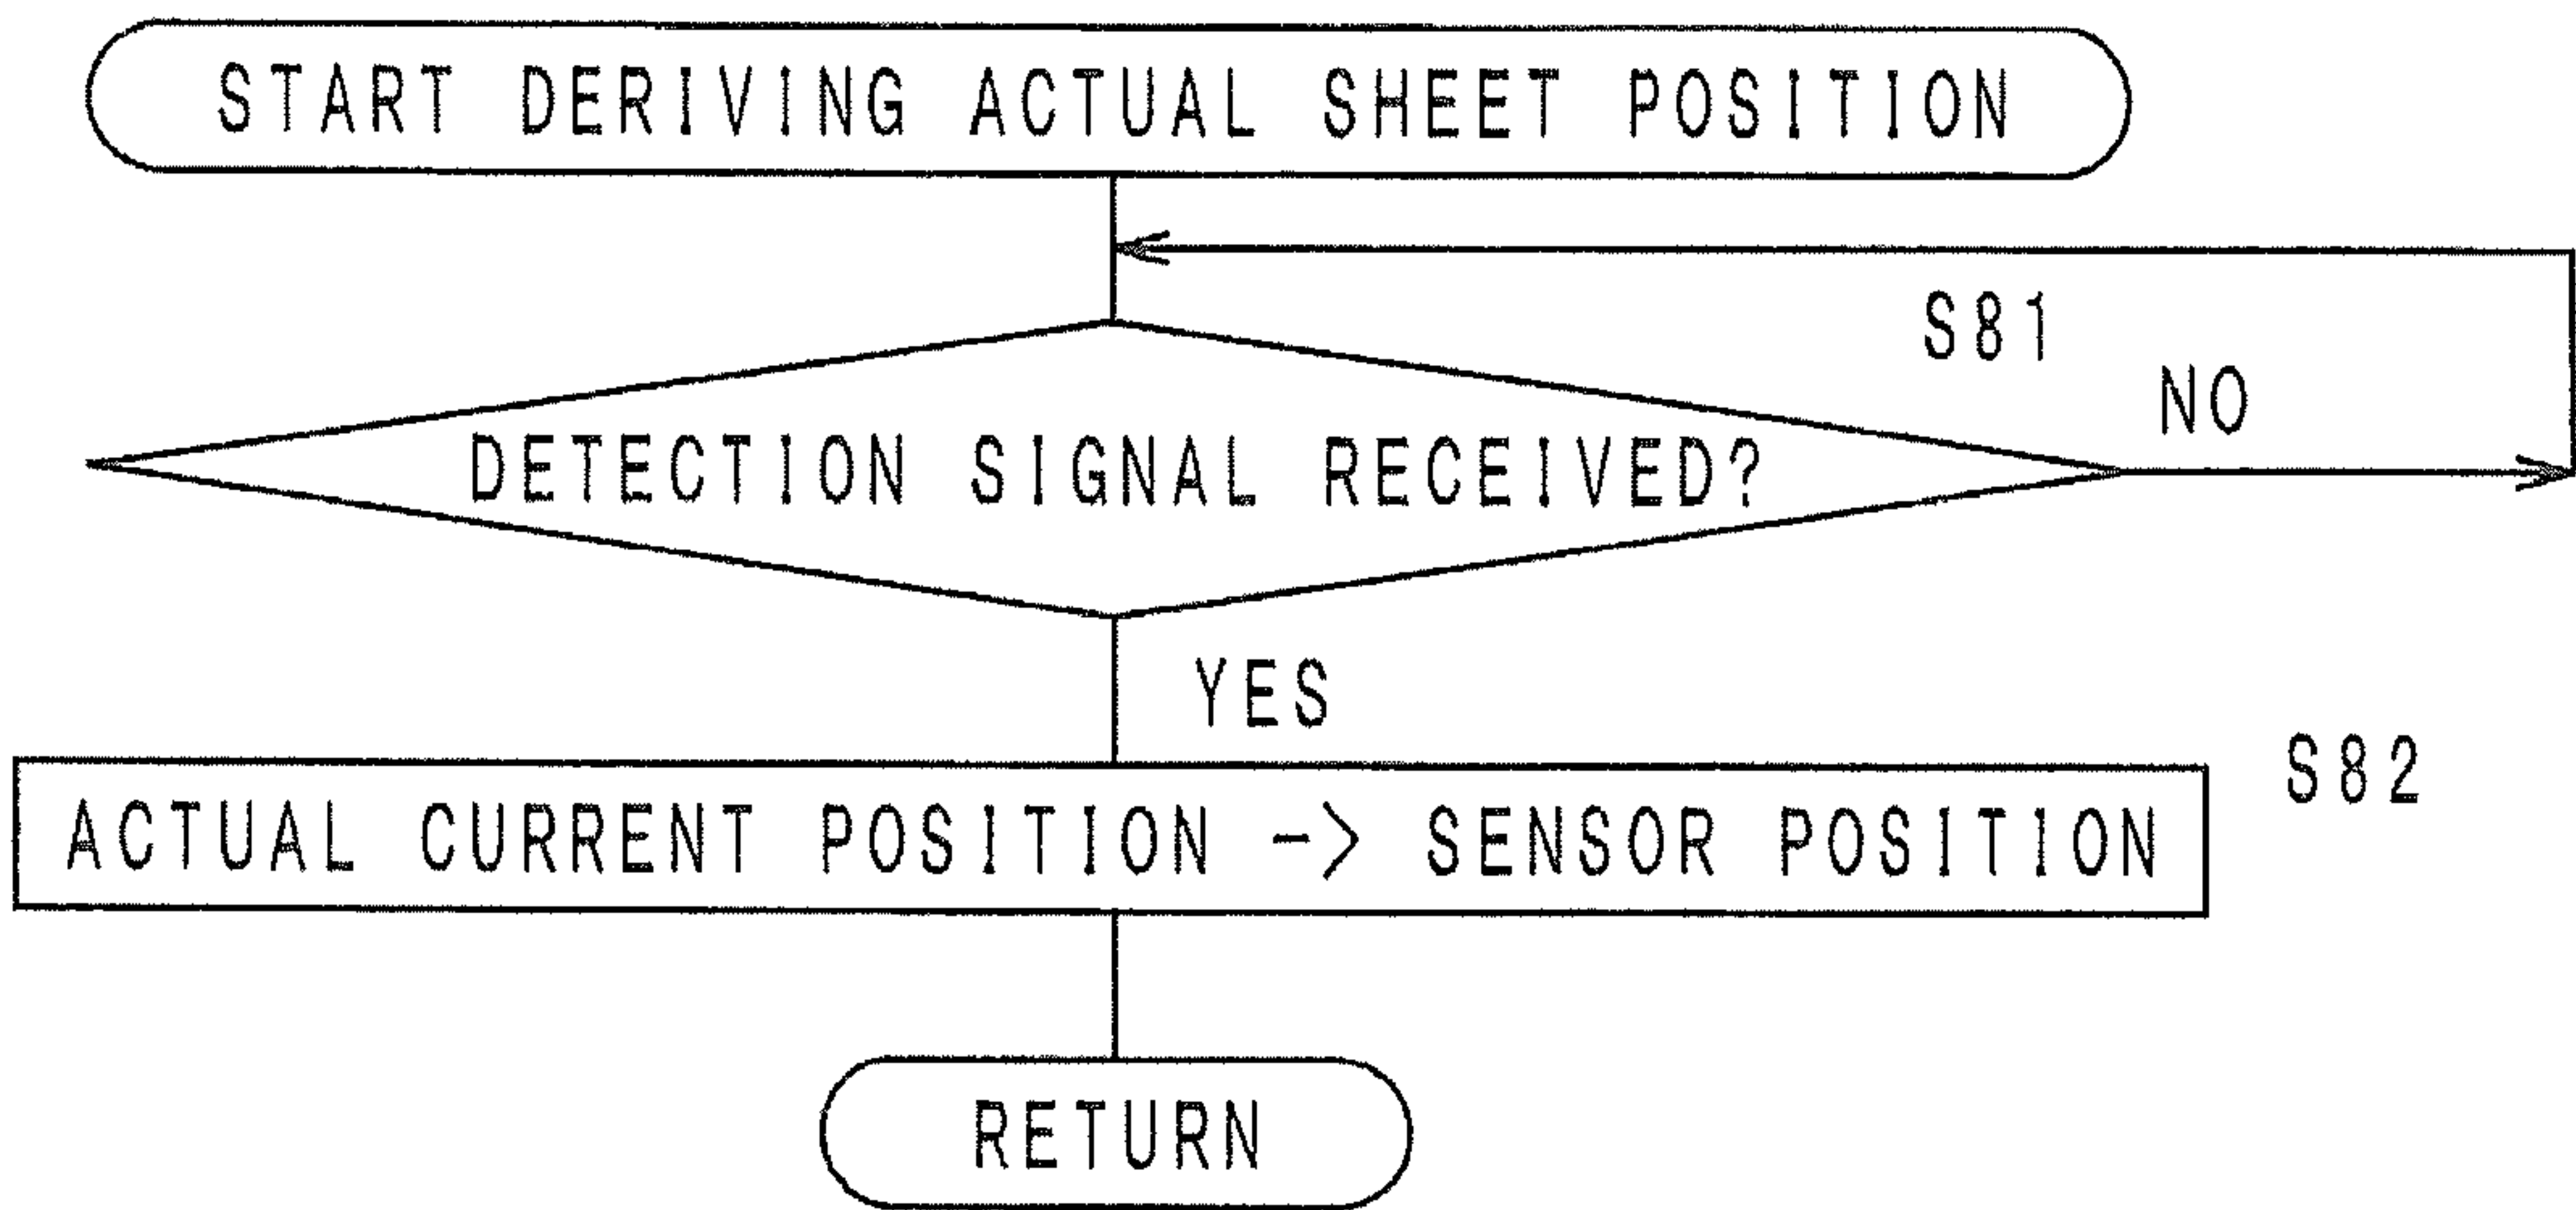 START DERIVING ACTUAL SHEET POSITION
S81
NO
DETECTION SIGNAL RECEIVED?
YES
S82
ACTUAL CURRENT POSITION -> SENSOR POSITION
RETURN